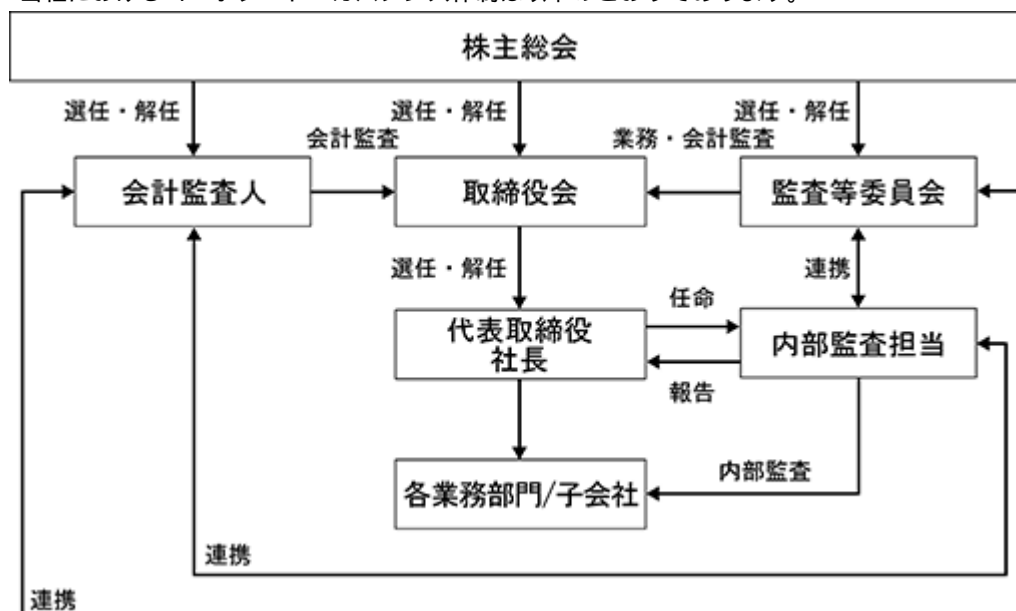 株主総会
選任・解任
選任・解任
選任・解任
会計監査
業務・会計監査
会計監査人
取締役会
監査等委員会
選任・解任
連携
任命
代表取締役
社長
内部監査担当
報告
内部監査
各業務部門/子会社
連携
連携